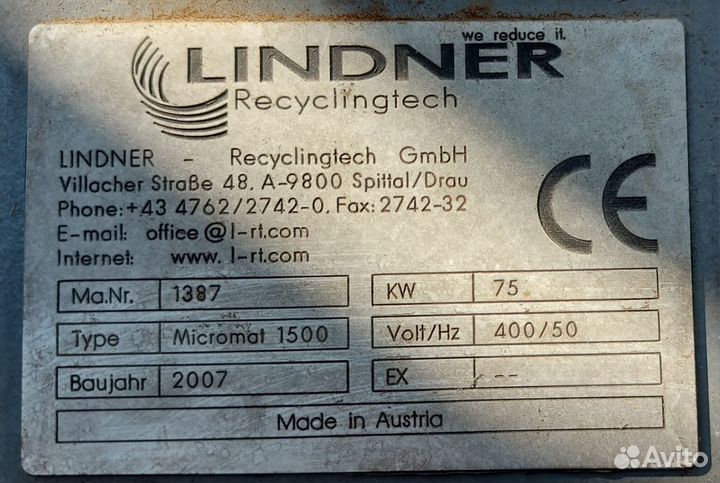 we reduce it.
LINDNER
Recyclingtech
LINDNER - Recyclingtech GmbH
Villacher Straße 48, A-9800 Spittal/Drau
Phone:+43 4762/2742-0, Fax: 2742-32
E-mail: office@l-rt.com
Internet: www. l-rt.com
CE
Ma.Nr. 1387 KW 75
Type Micromat 1500 Volt/Hz 400/50
Baujahr 2007 EX --
Made in Austria
Avito